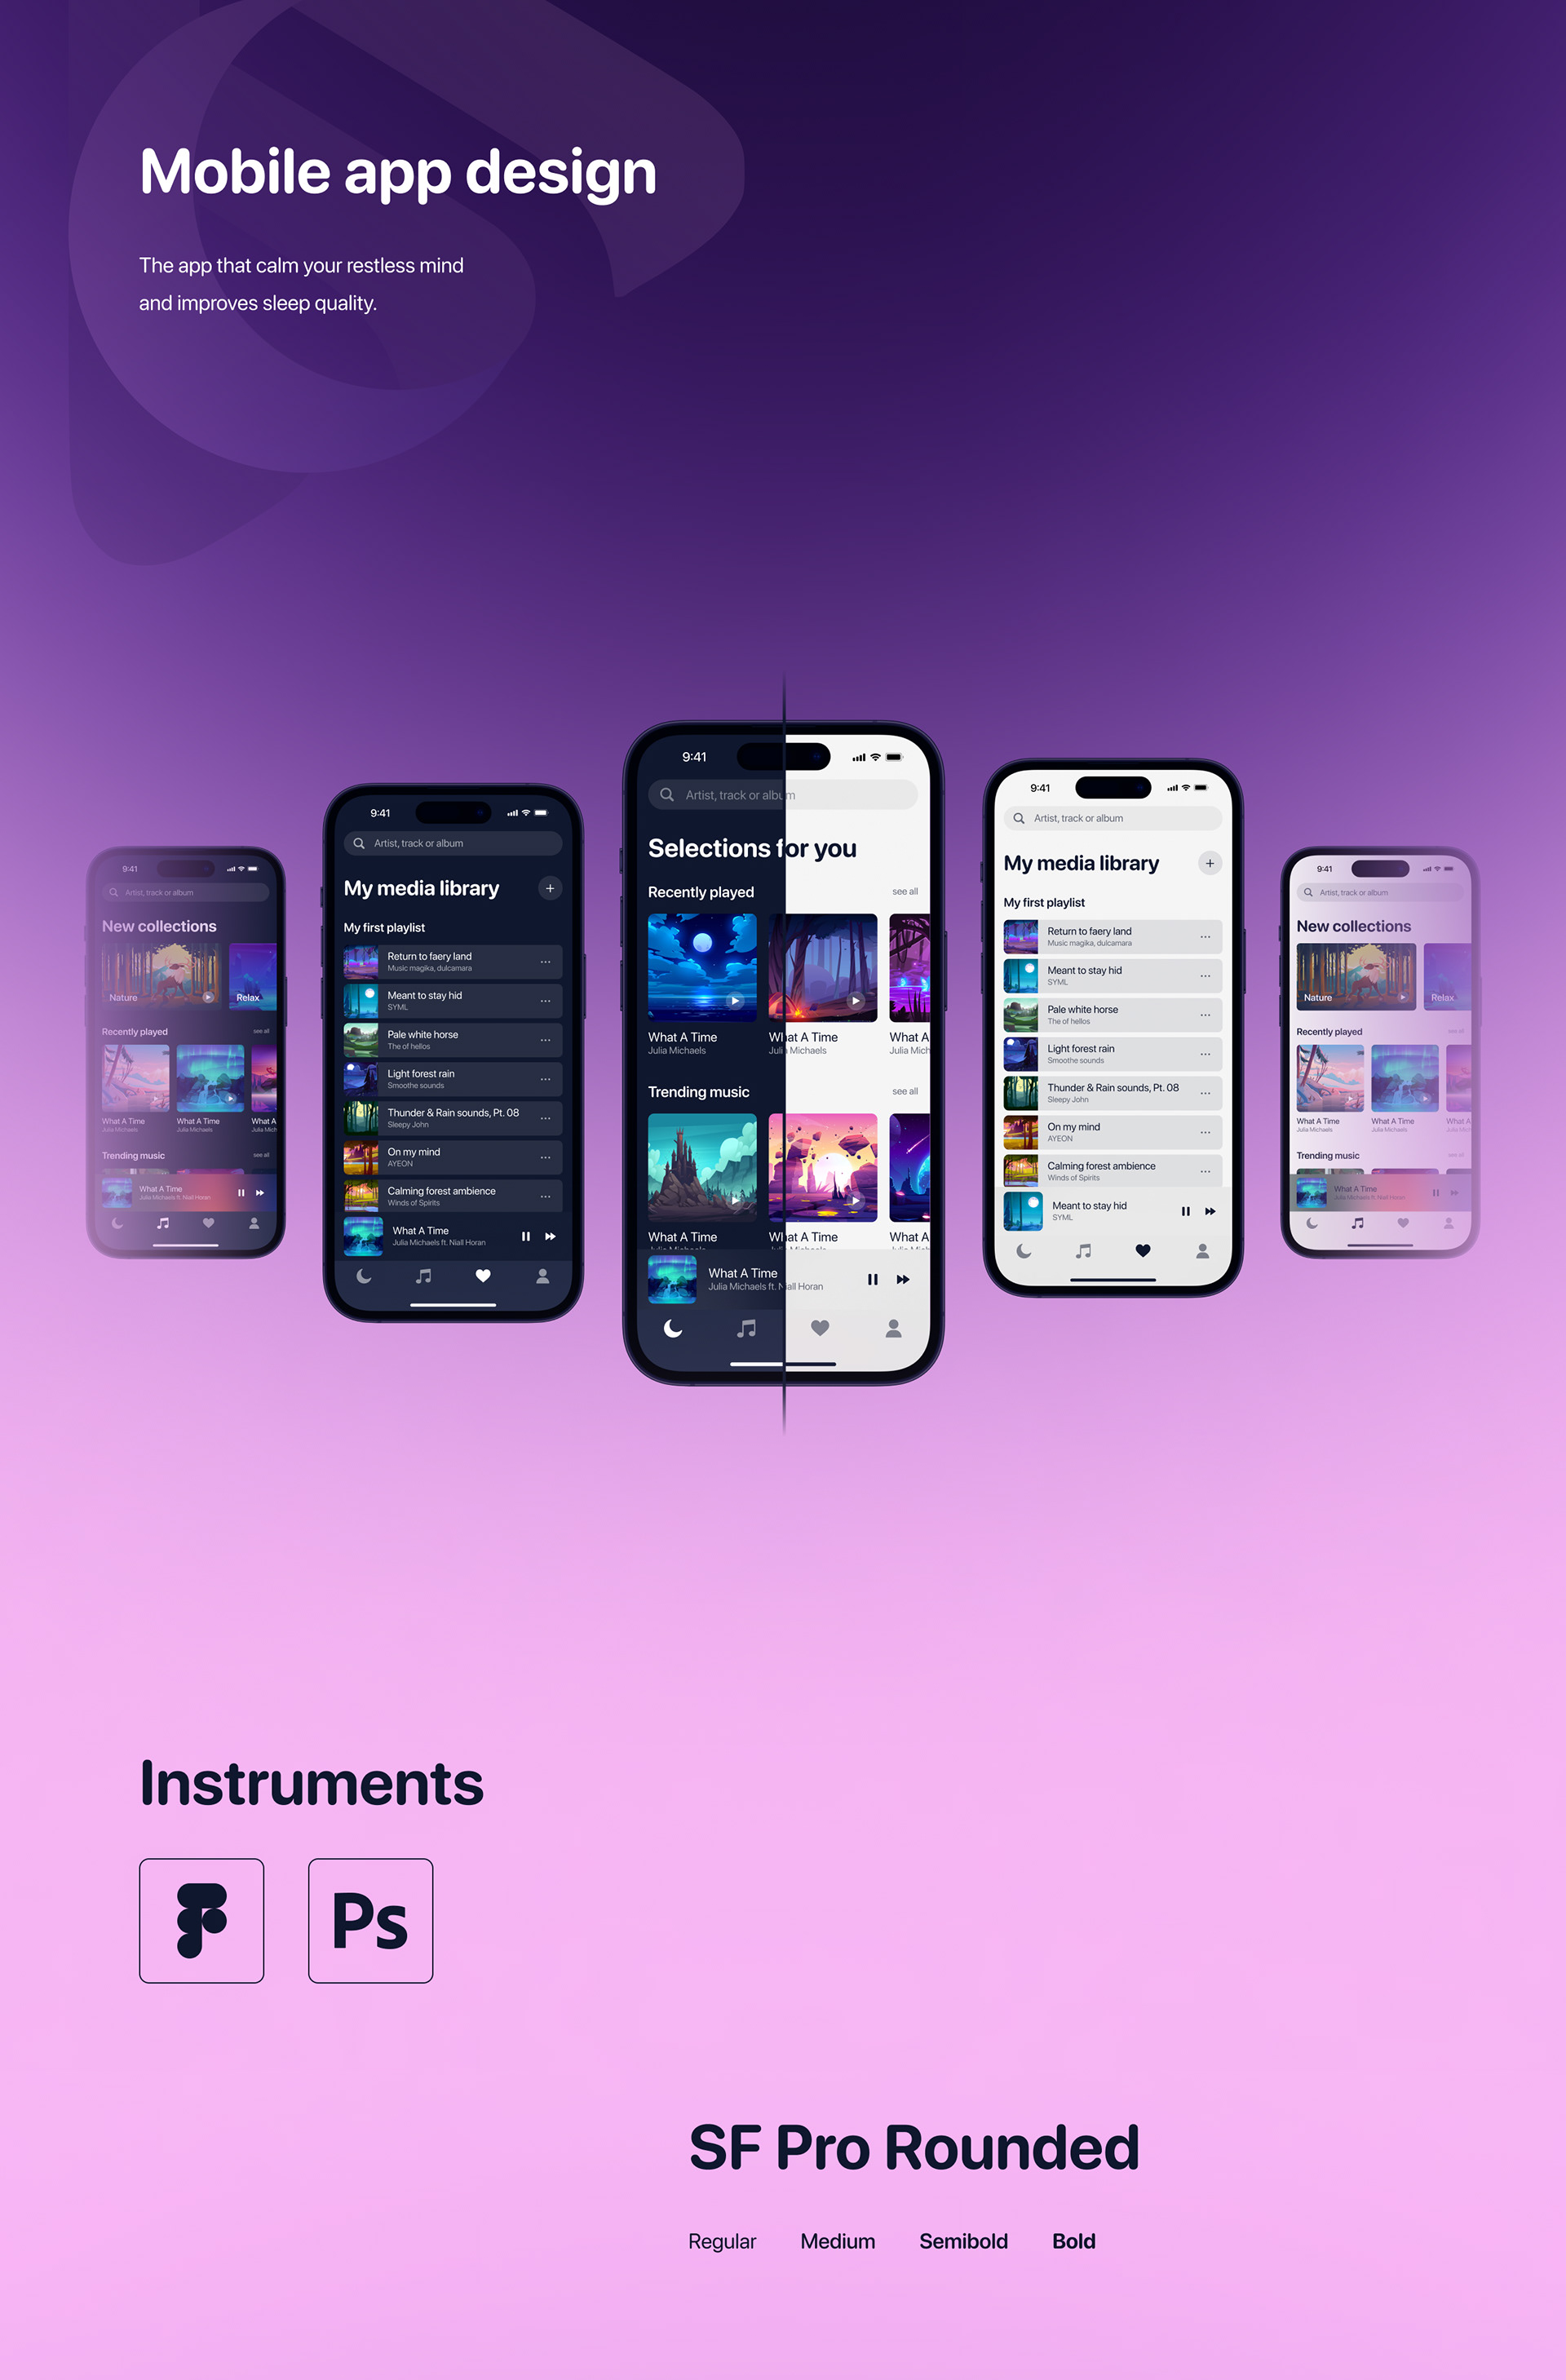 Mobile app design
The app that calm your restless mind
and improves sleep quality.
9:41
Artist, track or album
New collections
Nature
Relax
Recently played
see all
What A Time
Julia Michaels
What A Time
Julia Michaels
What A
Julia Mich
Trending music
see all
What A Time
Julia Michaels ft. Niall Horan
9:41
Artist, track or album
My media library
My first playlist
Return to faery land
Music magika, dulcamara
Meant to stay hid
SYML
Pale white horse
The of hellos
Light forest rain
Smoothe sounds
Thunder & Rain sounds, Pt. 08
Sleepy John
On my mind
AYEON
Calming forest ambience
Winds of Spirits
What A Time
Julia Michaels ft. Niall Horan
9:41
Artist, track or album
Selections for you
Recently played
see all
What A Time
Julia Michaels
What A Time
Julia Michaels
What A
Julia Mich
Trending music
see all
What A Time
What A Time
What A
What A Time
Julia Michaels ft. Niall Horan
9:41
Artist, track or album
My media library
My first playlist
Return to faery land
Music magika, dulcamara
Meant to stay hid
SYML
Pale white horse
The of hellos
Light forest rain
Smoothe sounds
Thunder & Rain sounds, Pt. 08
Sleepy John
On my mind
AYEON
Calming forest ambience
Winds of Spirits
Meant to stay hid
SYML
9:41
Artist, track or album
New collections
Nature
Relax
Recently played
see all
What A Time
Julia Michaels
What A Time
Julia Michaels
What A
Julia Mich
Trending music
see all
What A Time
Julia Michaels ft. Niall Horan
Instruments
Ps
SF Pro Rounded
Regular Medium Semibold Bold